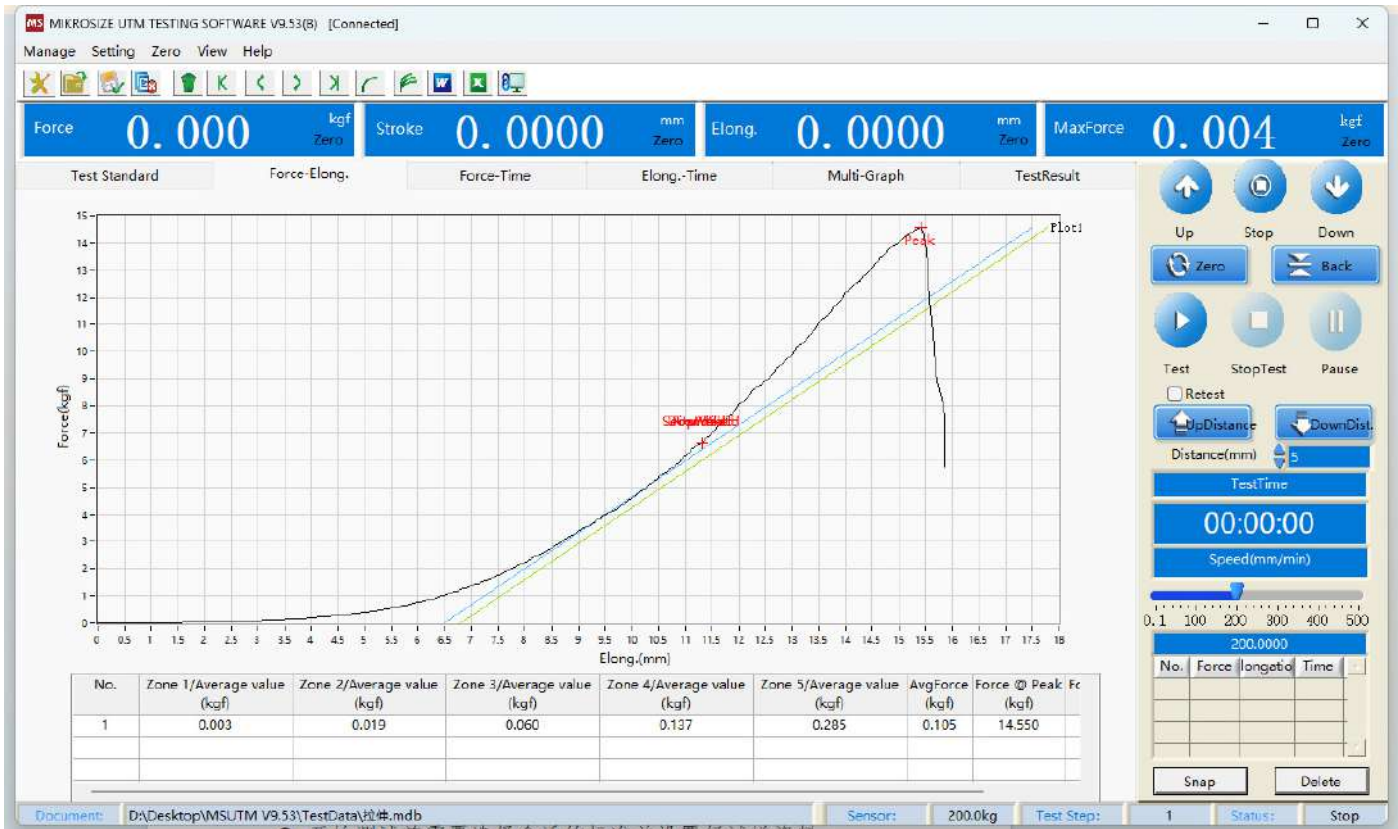 MS MIKROSIZE UTM TESTING SOFTWARE V9.53(B) [Connected]
Manage Setting Zero View Help
Force 0.000 kgf Zero
Stroke 0.0000 mm Zero
Elong. 0.0000 mm Zero
MaxForce 0.004 kgf Zero
Test Standard Force-Elong. Force-Time Elong.-Time Multi-Graph TestResult
15
14
13
12
11
10
9
8
7
6
5
4
3
2
1
0
Force(kgf)
Peak
Plot1
0 0.5 1 1.5 2 2.5 3 3.5 4 4.5 5 5.5 6 6.5 7 7.5 8 8.5 9 9.5 10 10.5 11 11.5 12 12.5 13 13.5 14 14.5 15 15.5 16 16.5 17 17.5 18
Elong.(mm)
No. Zone 1/Average value (kgf) Zone 2/Average value (kgf) Zone 3/Average value (kgf) Zone 4/Average value (kgf) Zone 5/Average value (kgf) AvgForce (kgf) Force @ Peak (kgf) Fc
1 0.003 0.019 0.060 0.137 0.285 0.105 14.550
Up Stop Down
Zero Back
Test StopTest Pause
Retest
UpDistance DownDist.
Distance(mm) 5
TestTime
00:00:00
Speed(mm/min)
0.1 100 200 300 400 500
200.0000
No. Force longatio Time
Snap Delete
Document: D:\Desktop\MSUTM V9.53\TestData\拉伸.mdb Sensor: 200.0kg Test Step: 1 Status: Stop